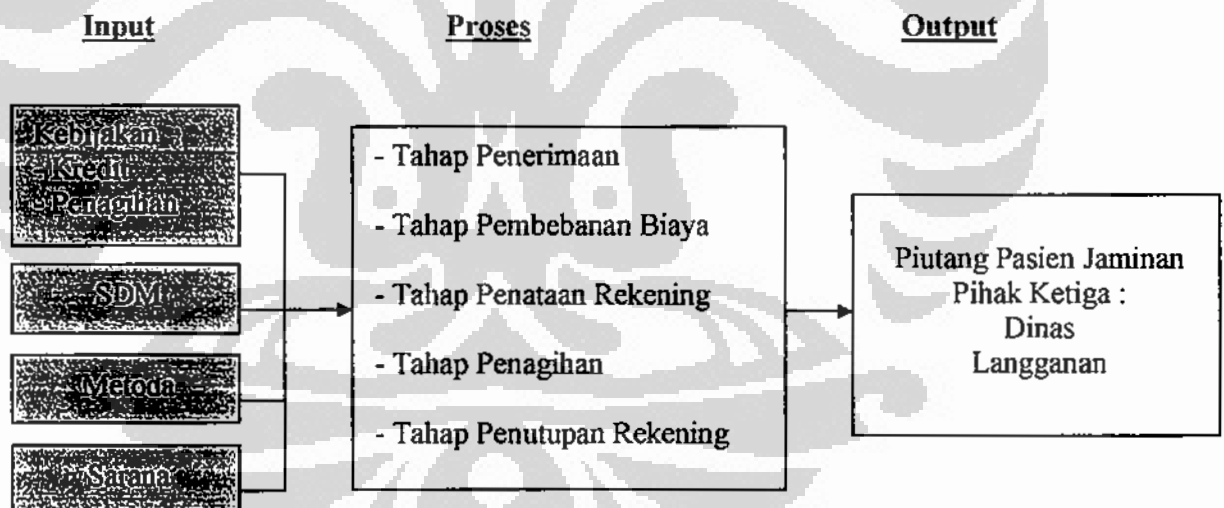 Input
Proses
Output
Kebijakan
- Kredit
- Penagihan
SDM
Metoda
Sarana
- Tahap Penerimaan
- Tahap Pembebanan Biaya
- Tahap Penataan Rekening
- Tahap Penagihan
- Tahap Penutupan Rekening
Piutang Pasien Jaminan
Pihak Ketiga :
Dinas
Langganan